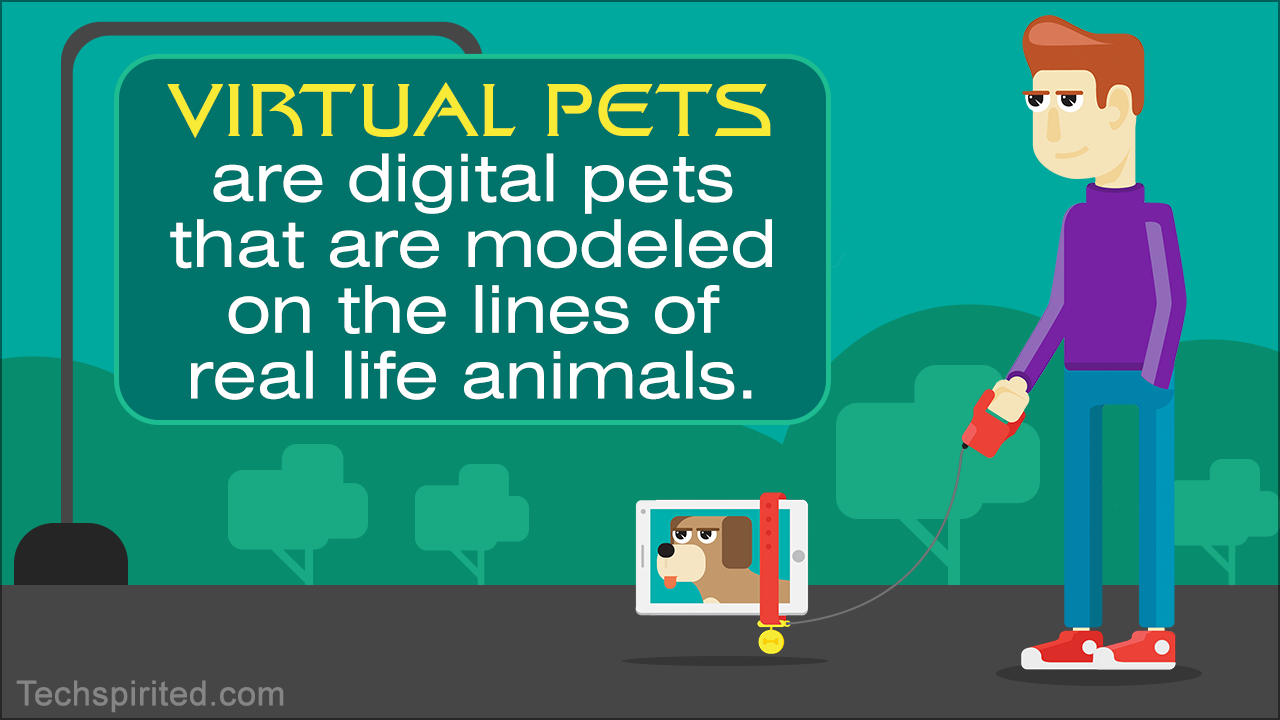 VIRTUAL PETS
are digital pets
that are modeled
on the lines of
real life animals.
Techspirited.com